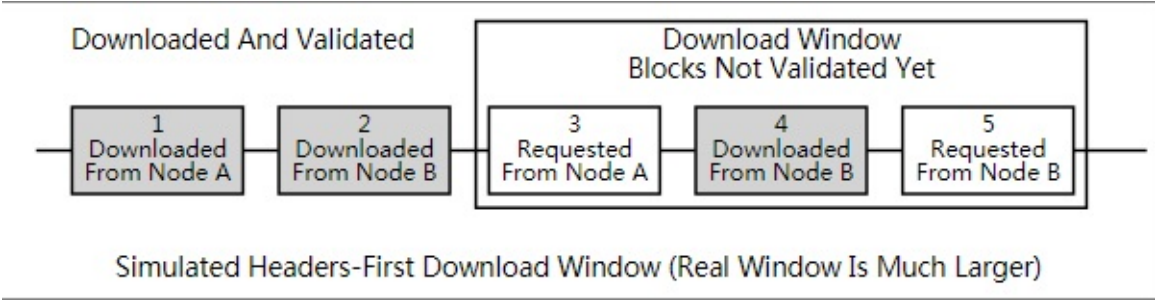 Downloaded And Validated
Download Window
Blocks Not Validated Yet
1
Downloaded
From Node A
2
Downloaded
From Node B
3
Requested
From Node A
4
Downloaded
From Node B
5
Requested
From Node B
Simulated Headers-First Download Window (Real Window Is Much Larger)